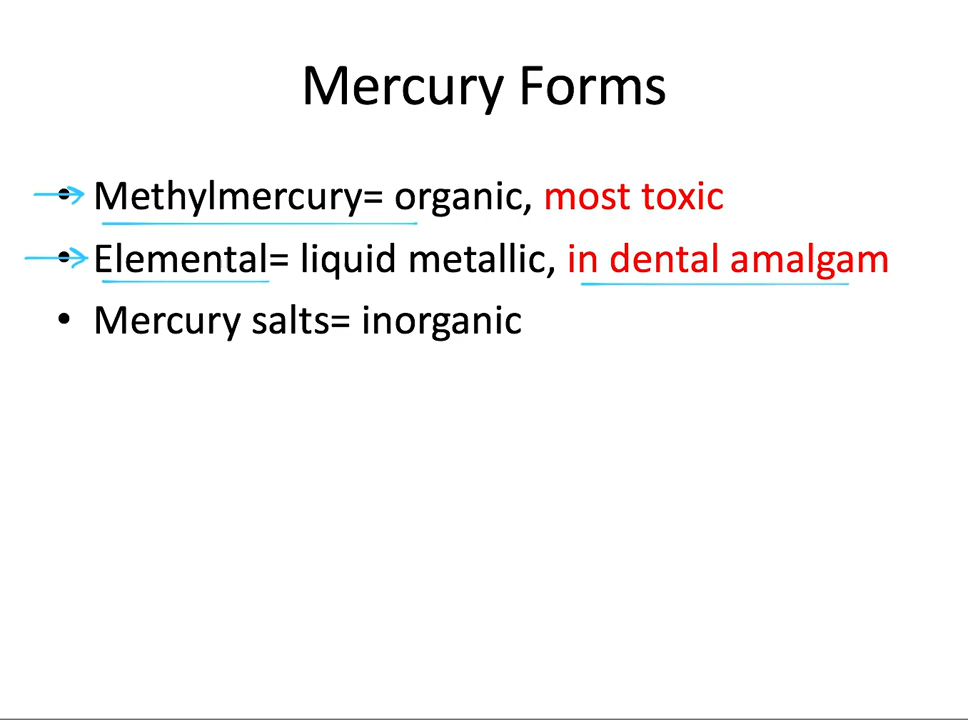 Mercury Forms
• Methylmercury= organic, most toxic
• Elemental= liquid metallic, in dental amalgam
• Mercury salts= inorganic